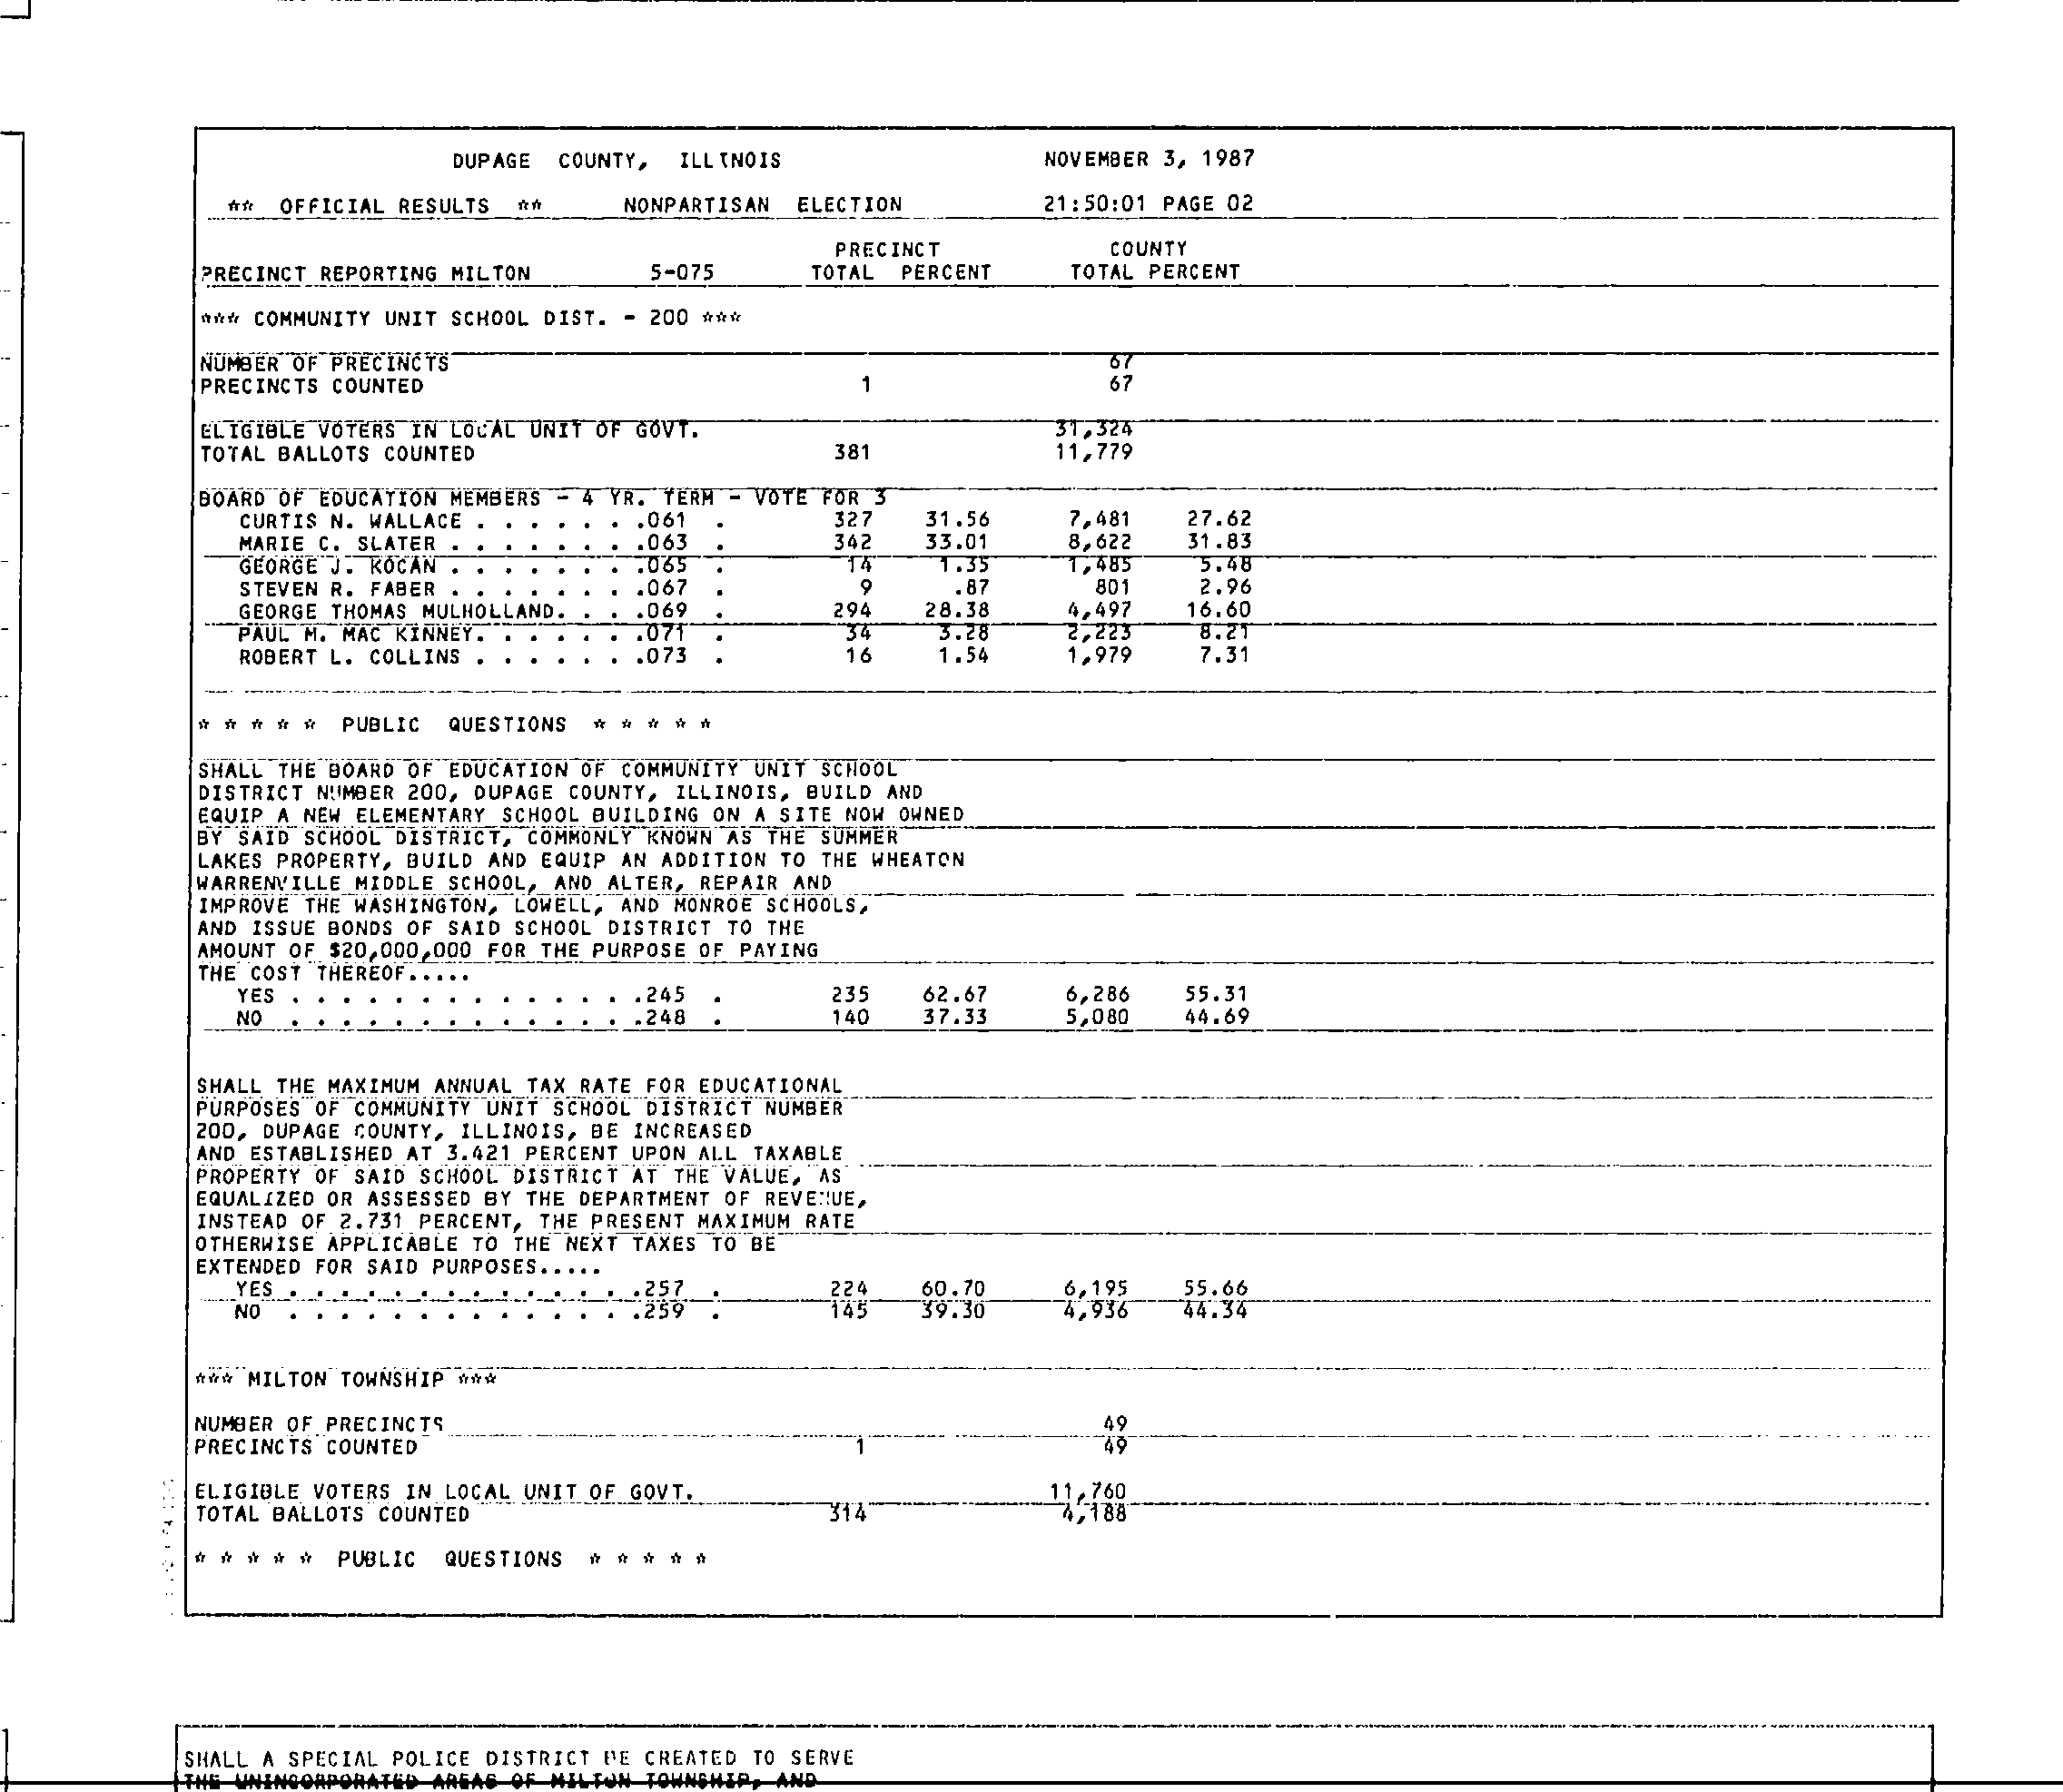 DUPAGE COUNTY, ILLINOIS NOVEMBER 3, 1987
** OFFICIAL RESULTS ** NONPARTISAN ELECTION 21:50:01 PAGE 02
PRECINCT COUNTY
PRECINCT REPORTING MILTON 5-075 TOTAL PERCENT TOTAL PERCENT
*** COMMUNITY UNIT SCHOOL DIST. - 200 ***
NUMBER OF PRECINCTS 67
PRECINCTS COUNTED 1 67
ELIGIBLE VOTERS IN LOCAL UNIT OF GOVT. 31,324
TOTAL BALLOTS COUNTED 381 11,779
BOARD OF EDUCATION MEMBERS - 4 YR. TERM - VOTE FOR 3
CURTIS N. WALLACE . . . . . . .061 . 327 31.56 7,481 27.62
MARIE C. SLATER . . . . . . . .063 . 342 33.01 8,622 31.83
GEORGE J. KOCAN . . . . . . . .065 . 14 1.35 1,485 5.48
STEVEN R. FABER . . . . . . . .067 . 9 .87 801 2.96
GEORGE THOMAS MULHOLLAND. . . .069 . 294 28.38 4,497 16.60
PAUL M. MAC KINNEY. . . . . . .071 . 34 3.28 2,223 8.21
ROBERT L. COLLINS . . . . . . .073 . 16 1.54 1,979 7.31
* * * * * PUBLIC QUESTIONS * * * * *
SHALL THE BOARD OF EDUCATION OF COMMUNITY UNIT SCHOOL
DISTRICT NUMBER 200, DUPAGE COUNTY, ILLINOIS, BUILD AND
EQUIP A NEW ELEMENTARY SCHOOL BUILDING ON A SITE NOW OWNED
BY SAID SCHOOL DISTRICT, COMMONLY KNOWN AS THE SUMMER
LAKES PROPERTY, BUILD AND EQUIP AN ADDITION TO THE WHEATON
WARRENVILLE MIDDLE SCHOOL, AND ALTER, REPAIR AND
IMPROVE THE WASHINGTON, LOWELL, AND MONROE SCHOOLS,
AND ISSUE BONDS OF SAID SCHOOL DISTRICT TO THE
AMOUNT OF $20,000,000 FOR THE PURPOSE OF PAYING
THE COST THEREOF.....
YES . . . . . . . . . . . . . .245 . 235 62.67 6,286 55.31
NO . . . . . . . . . . . . . .248 . 140 37.33 5,080 44.69
SHALL THE MAXIMUM ANNUAL TAX RATE FOR EDUCATIONAL
PURPOSES OF COMMUNITY UNIT SCHOOL DISTRICT NUMBER
200, DUPAGE COUNTY, ILLINOIS, BE INCREASED
AND ESTABLISHED AT 3.421 PERCENT UPON ALL TAXABLE
PROPERTY OF SAID SCHOOL DISTRICT AT THE VALUE, AS
EQUALIZED OR ASSESSED BY THE DEPARTMENT OF REVENUE,
INSTEAD OF 2.731 PERCENT, THE PRESENT MAXIMUM RATE
OTHERWISE APPLICABLE TO THE NEXT TAXES TO BE
EXTENDED FOR SAID PURPOSES.....
YES . . . . . . . . . . . . . .257 . 224 60.70 6,195 55.66
NO . . . . . . . . . . . . . .259 . 145 39.30 4,936 44.34
*** MILTON TOWNSHIP ***
NUMBER OF PRECINCTS 49
PRECINCTS COUNTED 1 49
ELIGIBLE VOTERS IN LOCAL UNIT OF GOVT. 11,760
TOTAL BALLOTS COUNTED 314 4,188
* * * * * PUBLIC QUESTIONS * * * * *
SHALL A SPECIAL POLICE DISTRICT BE CREATED TO SERVE
THE UNINCORPORATED AREAS OF MILTON TOWNSHIP, AND